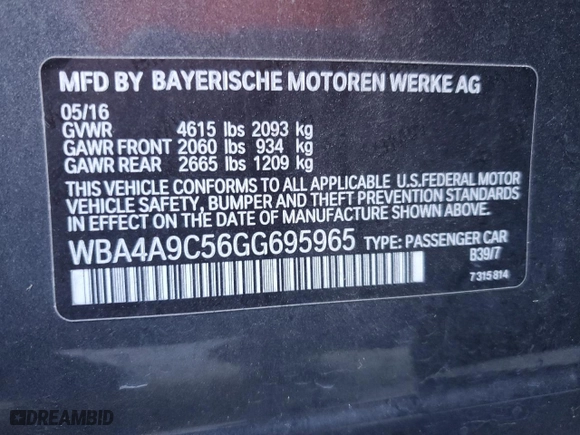 MFD BY BAYERISCHE MOTOREN WERKE AG
05/16
GVWR 4615 lbs 2093 kg
GAWR FRONT 2060 lbs 934 kg
GAWR REAR 2665 lbs 1209 kg
THIS VEHICLE CONFORMS TO ALL APPLICABLE U.S.FEDERAL MOTOR
VEHICLE SAFETY, BUMPER AND THEFT PREVENTION STANDARDS
IN EFFECT ON THE DATE OF MANUFACTURE SHOWN ABOVE.
WBA4A9C56GG695965 TYPE: PASSENGER CAR
B39/7
7 315 814
DREAMBID